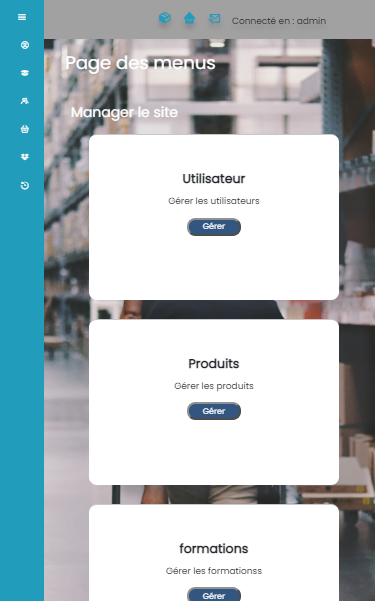 Connecté en : admin
Page des menus
Manager le site
Utilisateur
Gérer les utilisateurs
Gérer
Produits
Gérer les produits
Gérer
formations
Gérer les formationss
Gérer